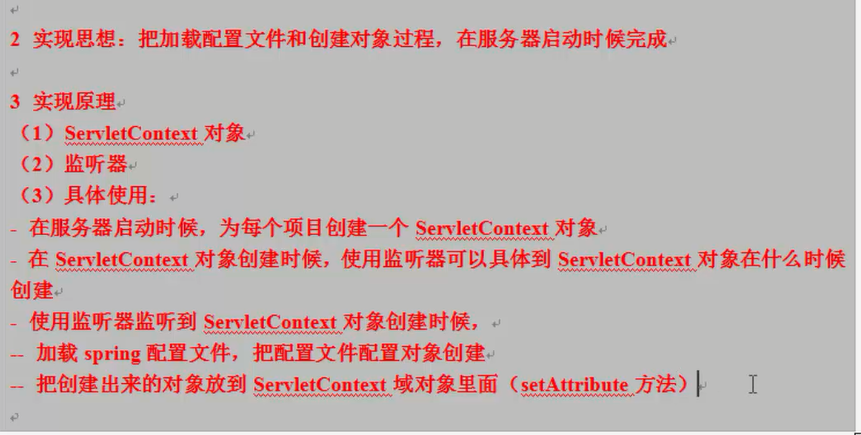 2 实现思想：把加载配置文件和创建对象过程，在服务器启动时候完成
3 实现原理
（1）ServletContext 对象
（2）监听器
（3）具体使用：
- 在服务器启动时候，为每个项目创建一个 ServletContext 对象
- 在 ServletContext 对象创建时候，使用监听器可以具体到 ServletContext 对象在什么时候
创建
- 使用监听器监听到 ServletContext 对象创建时候，
-- 加载 spring 配置文件，把配置文件配置对象创建
-- 把创建出来的对象放到 ServletContext 域对象里面（setAttribute 方法）